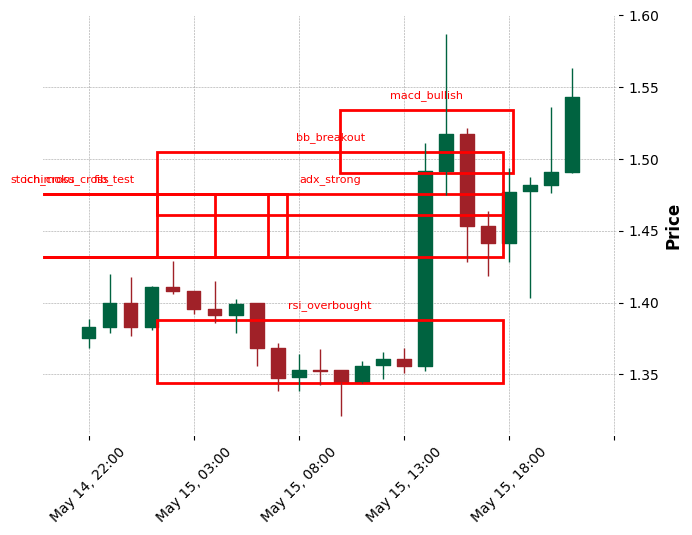 1.60
1.55
macd_bullish
bb_breakout
1.50
fib_test
adx_strong
1.45
Price
1.40
rsi_overbought
1.35
May 14, 22:00
May 15, 03:00
May 15, 08:00
May 15, 13:00
May 15, 18:00